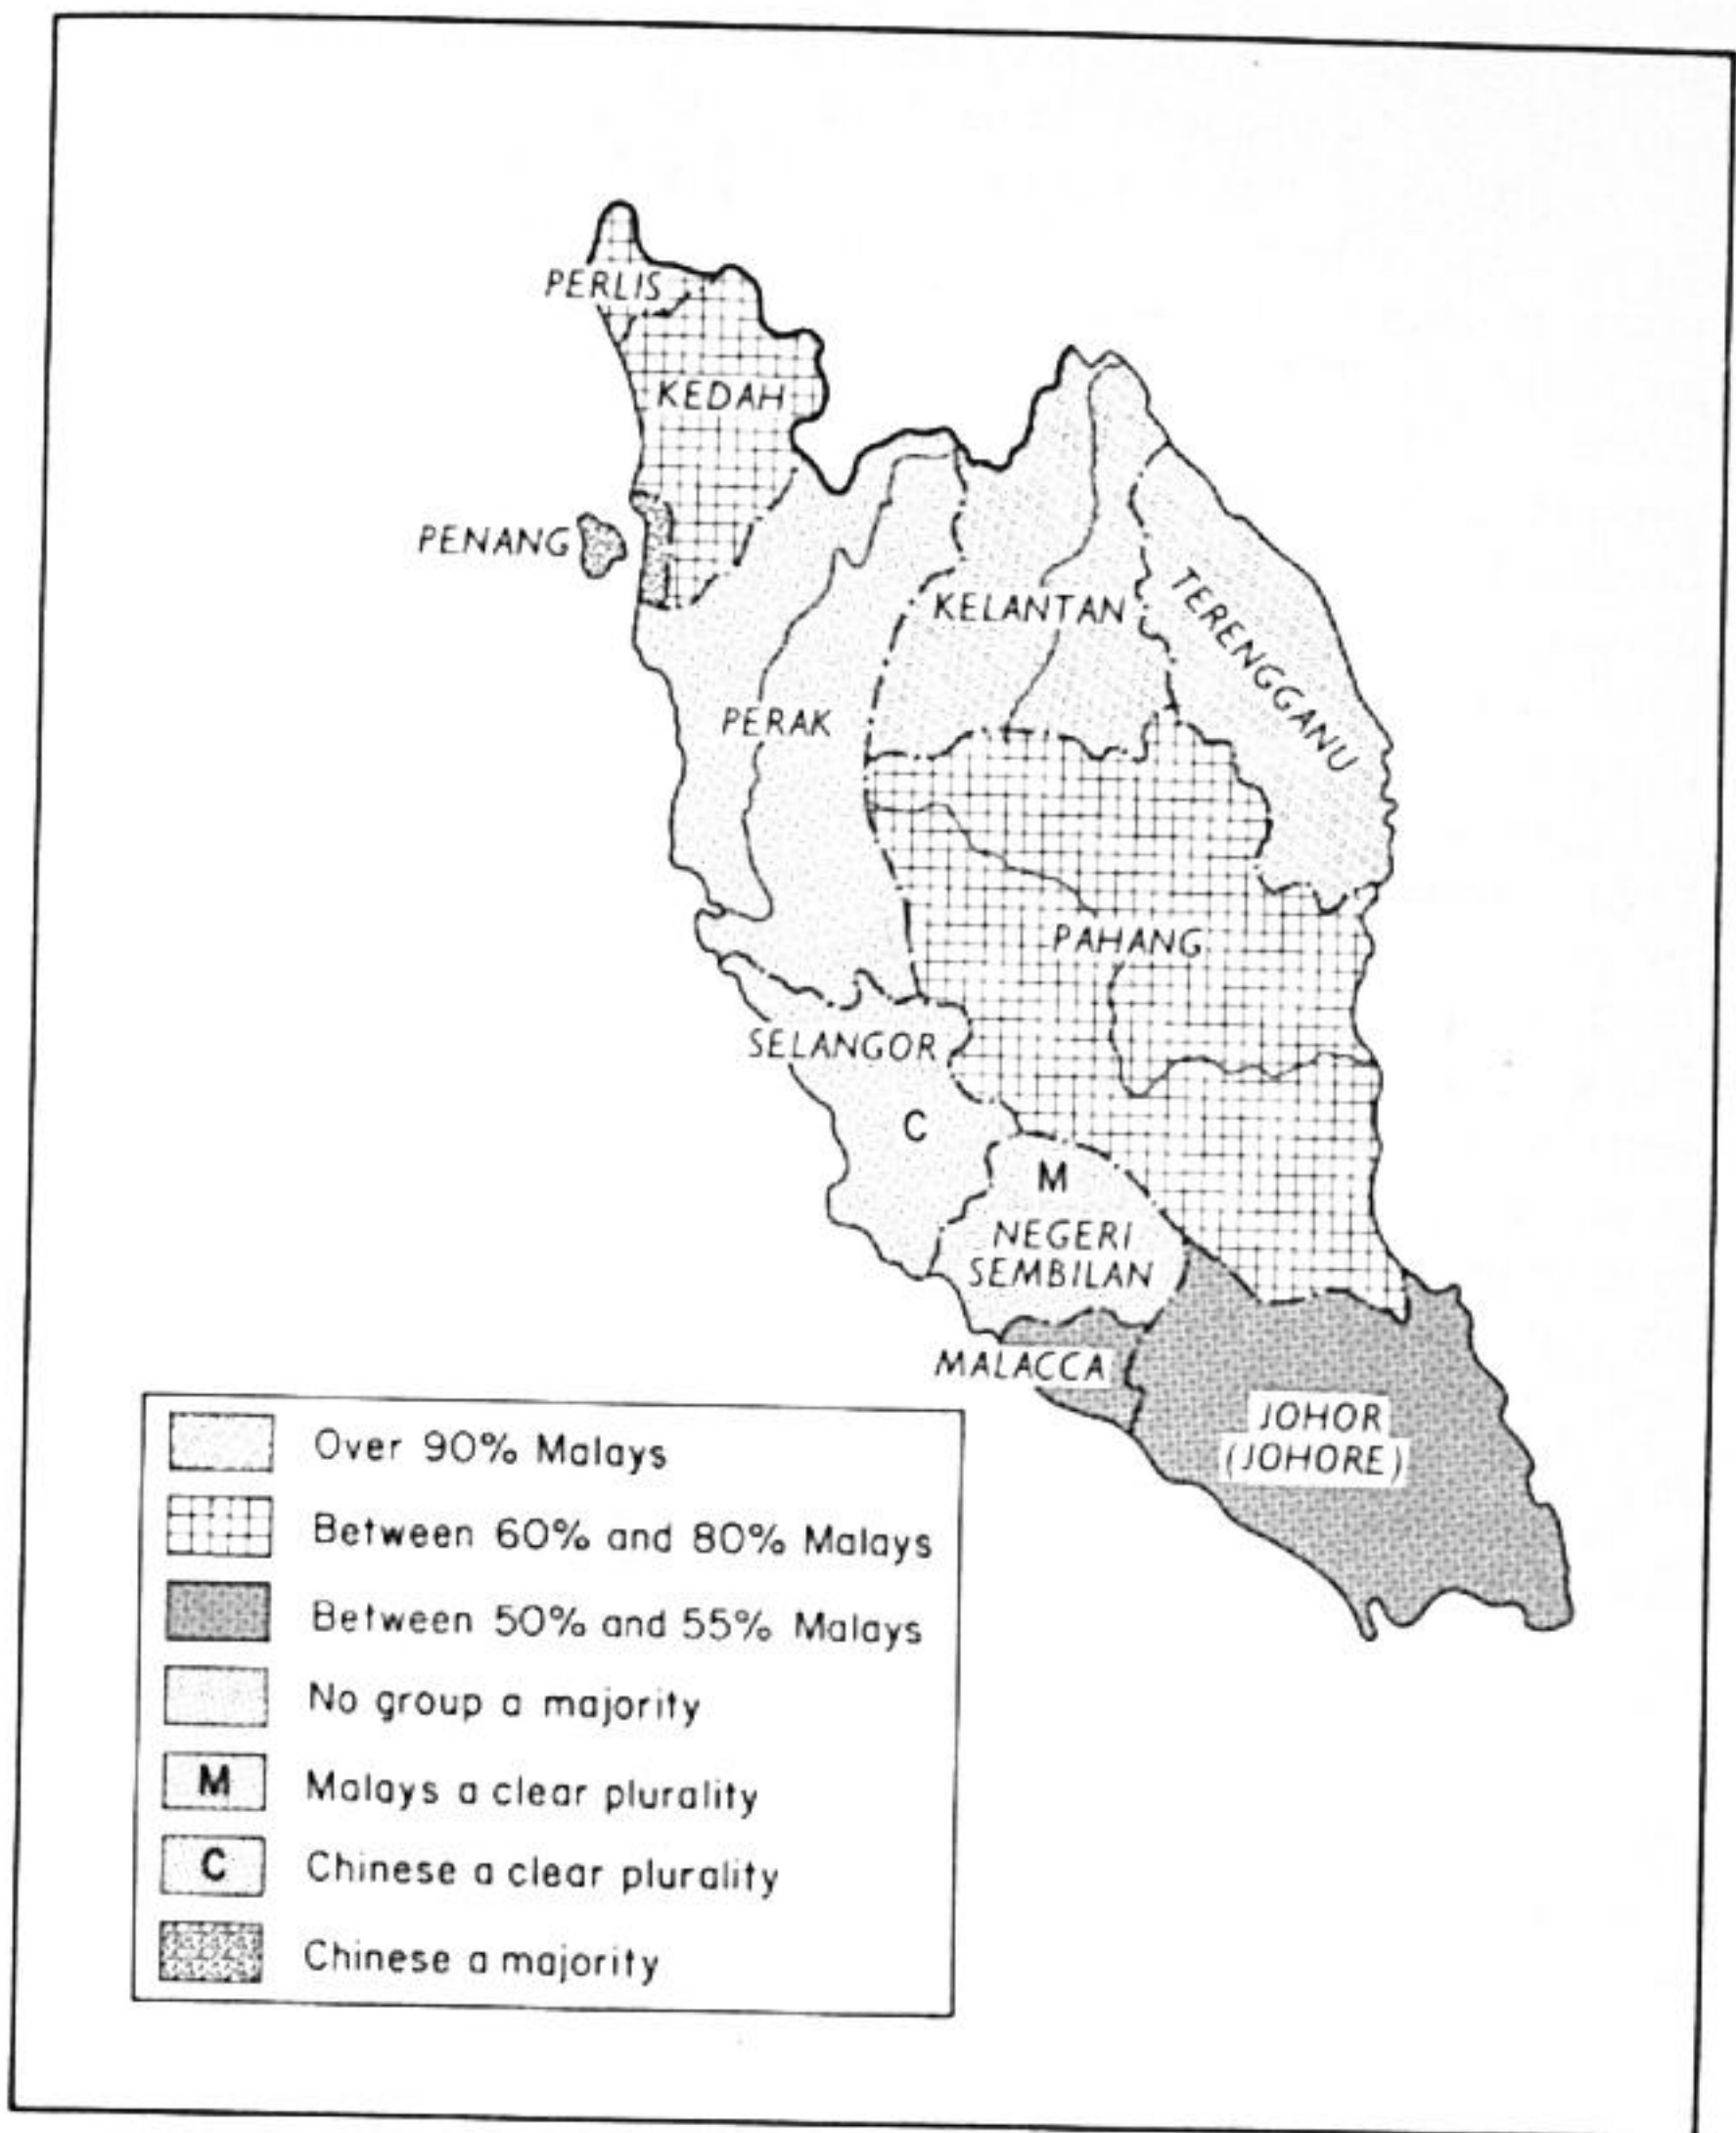 PERLIS
KEDAH
PENANG
KELANTAN
TERENGGANU
PERAK
PAHANG
SELANGOR
C
M
NEGERI
SEMBILAN
MALACCA
JOHOR
(JOHORE)
Over 90% Malays
Between 60% and 80% Malays
Between 50% and 55% Malays
No group a majority
M Malays a clear plurality
C Chinese a clear plurality
Chinese a majority